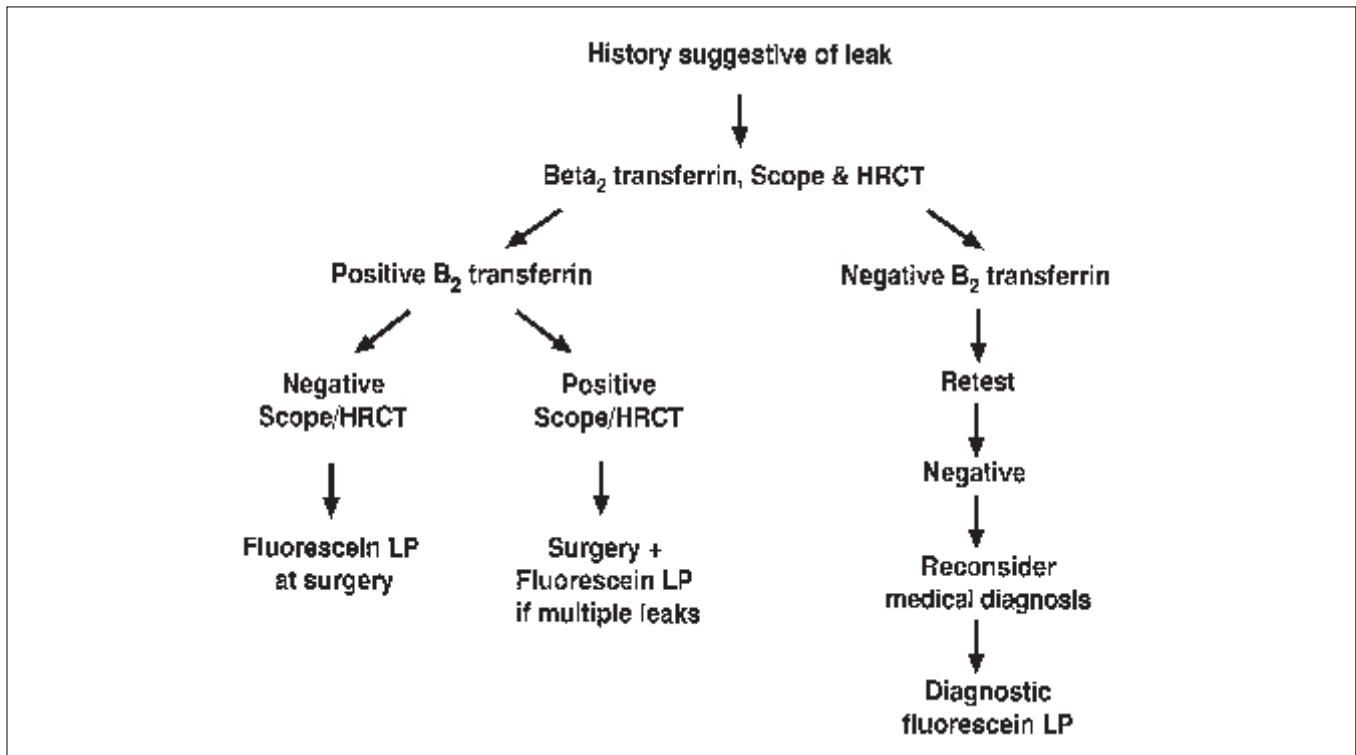 History suggestive of leak
Beta₂ transferrin, Scope & HRCT
Positive B₂ transferrin
Negative B₂ transferrin
Negative
Scope/HRCT
Positive
Scope/HRCT
Retest
Negative
Fluorescein LP
at surgery
Surgery +
Fluorescein LP
if multiple leaks
Reconsider
medical diagnosis
Diagnostic
fluorescein LP